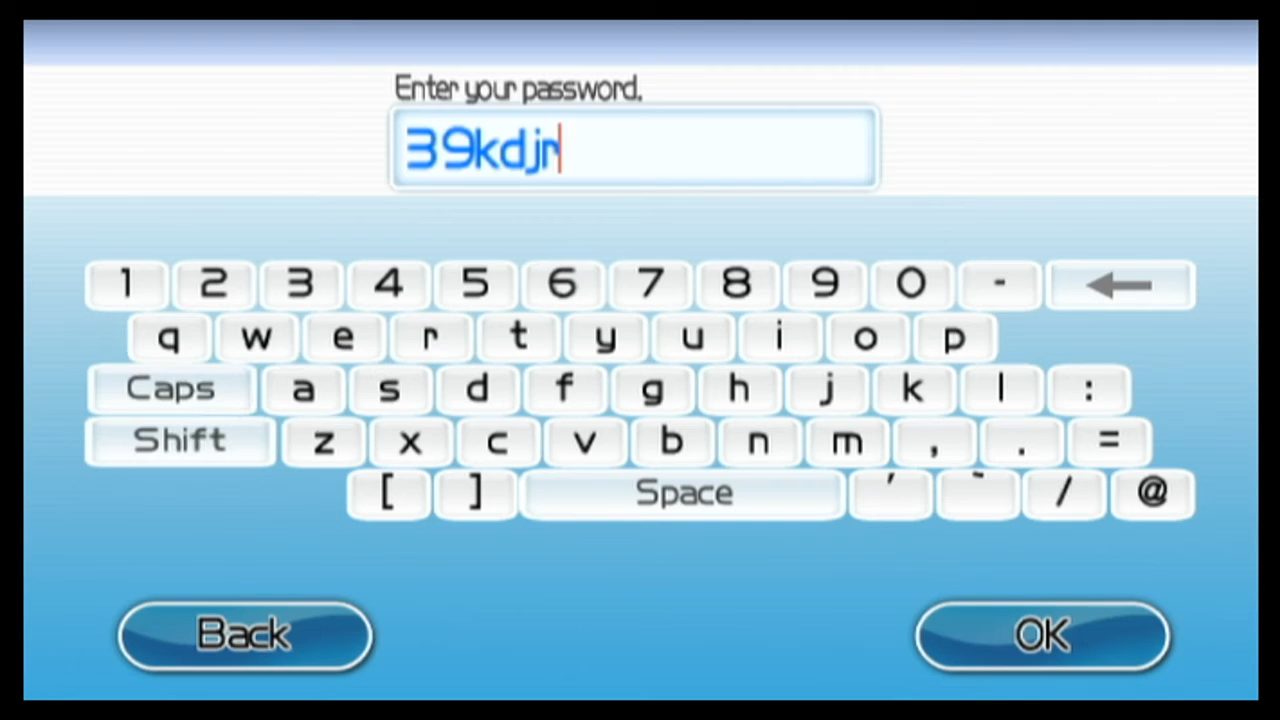 Enter your password.
39kdjr
1 2 3 4 5 6 7 8 9 0 - ←
q w e r t y u i o p
Caps a s d f g h j k l :
Shift z x c v b n m , . =
[ ] Space ' ~ / @
Back OK